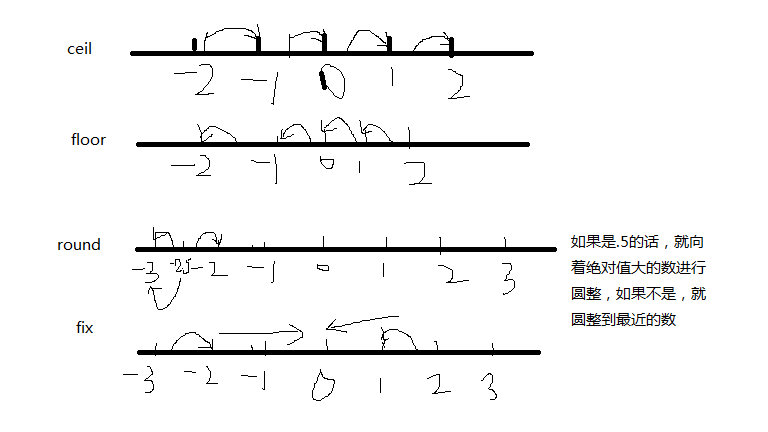 ceil
-2 -1 0 1 2
floor
-2 -1 0 1 2
round
-3 -2.5 -2 -1 0 1 2 3
如果是.5的话，就向
着绝对值大的数进行
圆整，如果不是，就
圆整到最近的数
fix
-3 -2 -1 0 1 2 3